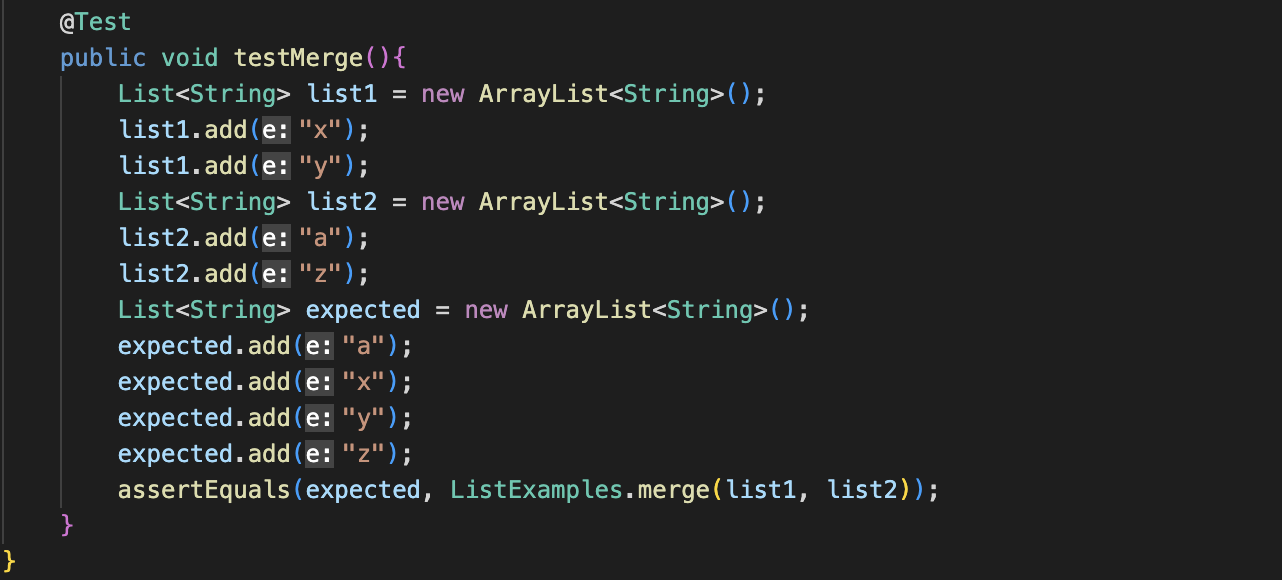 @Test
public void testMerge(){
List<String> list1 = new ArrayList<String>();
list1.add(e: "x");
list1.add(e: "y");
List<String> list2 = new ArrayList<String>();
list2.add(e: "a");
list2.add(e: "z");
List<String> expected = new ArrayList<String>();
expected.add(e: "a");
expected.add(e: "x");
expected.add(e: "y");
expected.add(e: "z");
assertEquals(expected, ListExamples.merge(list1, list2));
}
}